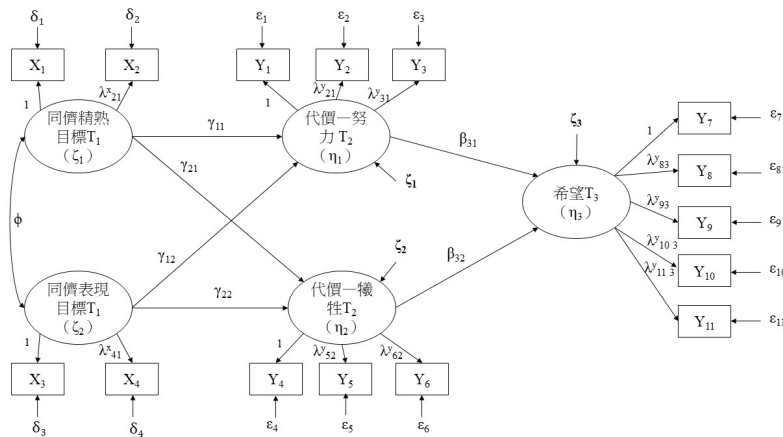 δ1
δ2
ε1
ε2
ε3
X1
X2
Y1
Y2
Y3
1
λx21
1
λy21
λy31
同儕精熟
目標T1
（ζ1）
γ11
代價—努
力 T2
（η1）
β31
γ21
ζ1
ζ3
1
Y7
ε7
λy83
Y8
ε8
希望T3
（η3）
λy93
Y9
ε9
λy10 3
Y10
ε10
λy11 3
Y11
ε11
ϕ
γ12
ζ2
β32
同儕表現
目標T1
（ζ2）
γ22
代價—犧
牲T2
（η2）
1
λx41
1
λy52
λy62
X3
X4
Y4
Y5
Y6
δ3
δ4
ε4
ε5
ε6